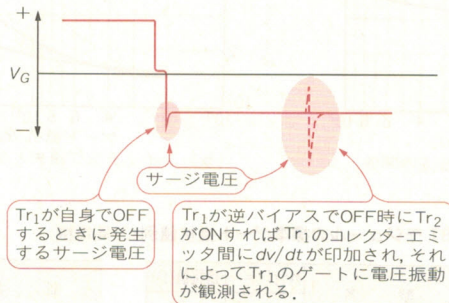 +
VG
−
サージ電圧
Tr1が自身でOFF
するときに発生
するサージ電圧
Tr1が逆バイアスでOFF時にTr2
がONすればTr1のコレクタ-エミ
ッタ間にdv/dtが印加され，それ
によってTr1のゲートに電圧振動
が観測される．